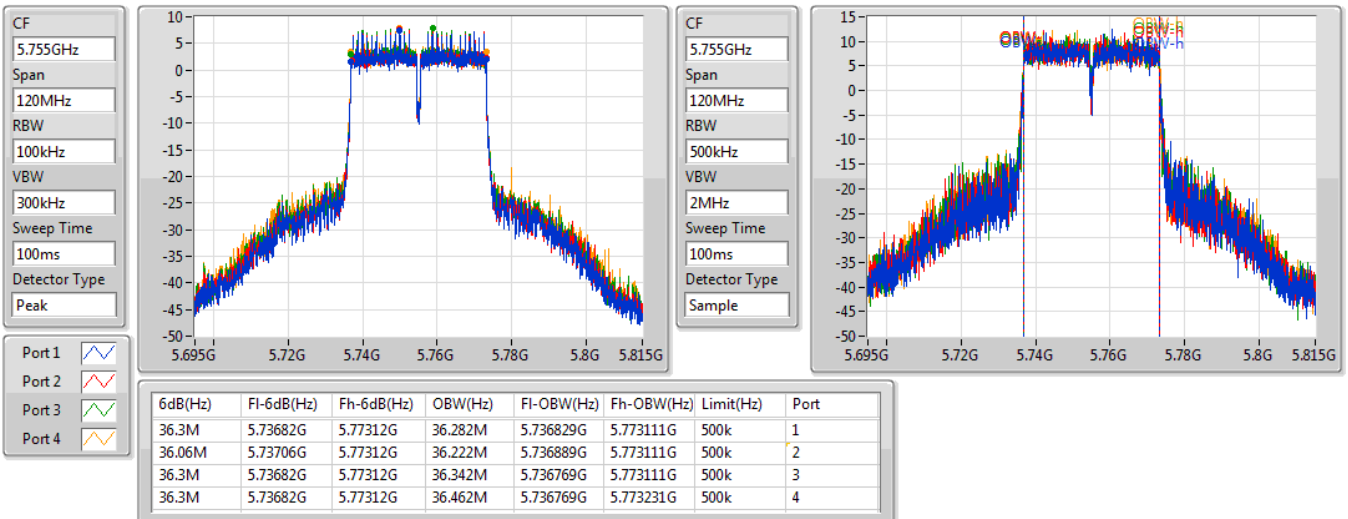 CF
5.755GHz
Span
120MHz
RBW
100kHz
VBW
300kHz
Sweep Time
100ms
Detector Type
Peak
10
5
0
-5
-10
-15
-20
-25
-30
-35
-40
-45
-50
5.695G 5.72G 5.74G 5.76G 5.78G 5.8G 5.815G
CF
5.755GHz
Span
120MHz
RBW
500kHz
VBW
2MHz
Sweep Time
100ms
Detector Type
Sample
15
10
5
0
-5
-10
-15
-20
-25
-30
-35
-40
-45
-50
OBW-h
OBW-h
OBW-h
5.695G 5.72G 5.74G 5.76G 5.78G 5.8G 5.815G
Port 1
Port 2
Port 3
Port 4
6dB(Hz) Fl-6dB(Hz) Fh-6dB(Hz) OBW(Hz) Fl-OBW(Hz) Fh-OBW(Hz) Limit(Hz) Port
36.3M 5.73682G 5.77312G 36.282M 5.736829G 5.773111G 500k 1
36.06M 5.73706G 5.77312G 36.222M 5.736889G 5.773111G 500k 2
36.3M 5.73682G 5.77312G 36.342M 5.736769G 5.773111G 500k 3
36.3M 5.73682G 5.77312G 36.462M 5.736769G 5.773231G 500k 4